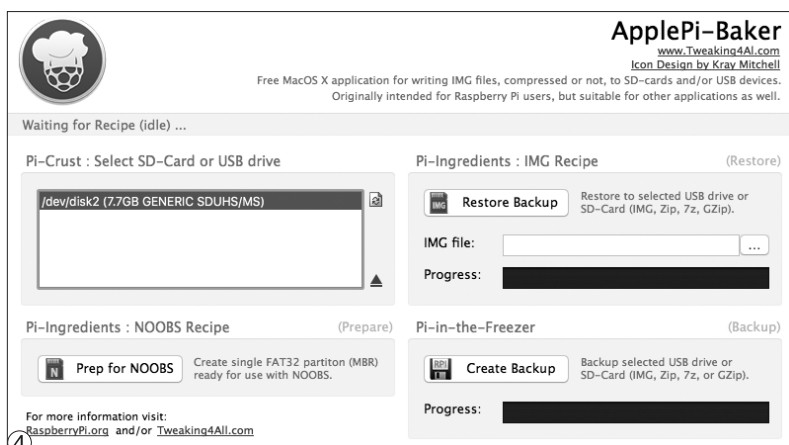 ApplePi-Baker
www.Tweaking4Al.com
Icon Design by Kray Mitchell
Free MacOS X application for writing IMG files, compressed or not, to SD-cards and/or USB devices.
Originally intended for Raspberry Pi users, but suitable for other applications as well.
Waiting for Recipe (idle) ...
Pi-Crust : Select SD-Card or USB drive
/dev/disk2 (7.7GB GENERIC SDUHS/MS)
Pi-Ingredients : IMG Recipe (Restore)
IMG
Restore Backup
Restore to selected USB drive or
SD-Card (IMG, Zip, 7z, GZip).
IMG file:
...
Progress:
Pi-Ingredients : NOOBS Recipe (Prepare)
N
Prep for NOOBS
Create single FAT32 partiton (MBR)
ready for use with NOOBS.
For more information visit:
RaspberryPi.org and/or Tweaking4All.com
Pi-in-the-Freezer (Backup)
RPI
Create Backup
Backup selected USB drive or
SD-Card (IMG, Zip, 7z, or GZip).
Progress:
4